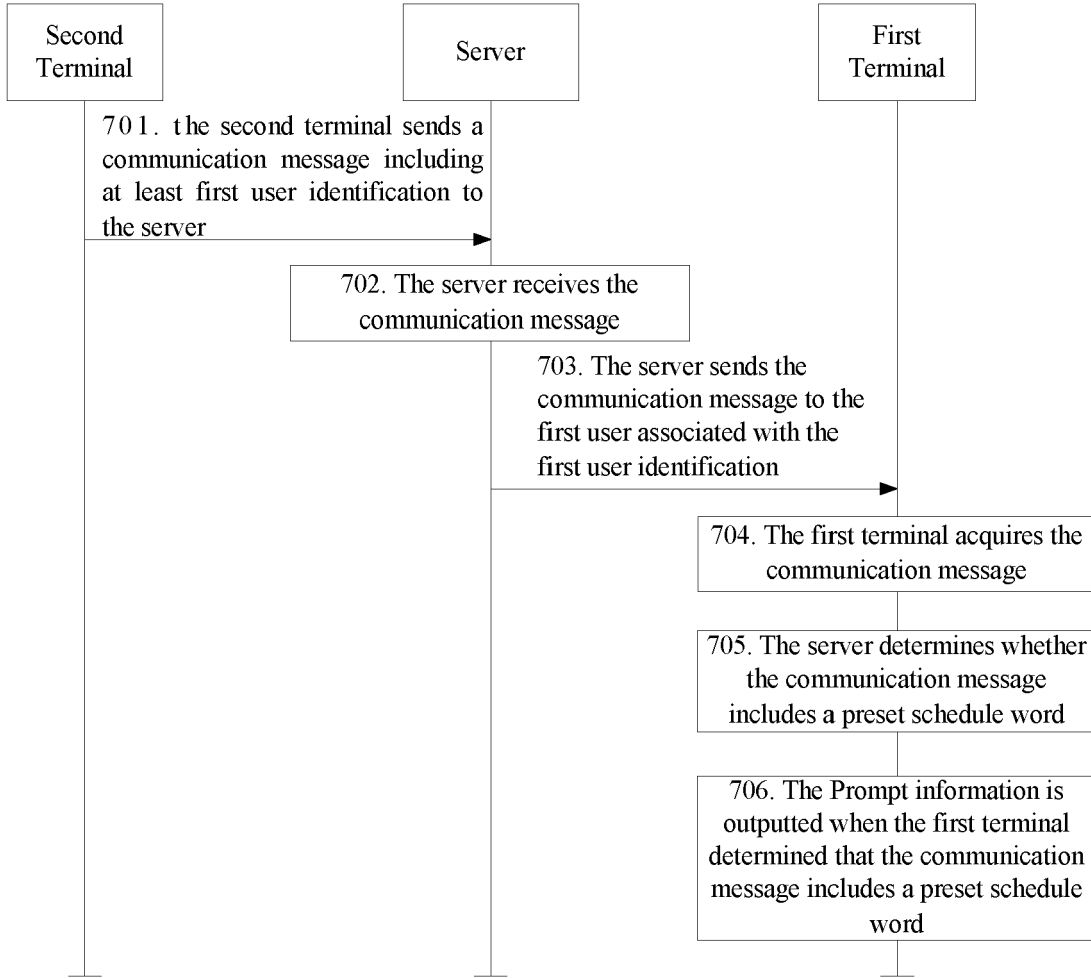 Second
Terminal
Server
First
Terminal
701. the second terminal sends a
communication message including
at least first user identification to
the server
702. The server receives the
communication message
703. The server sends the
communication message to the
first user associated with the
first user identification
704. The first terminal acquires the
communication message
705. The server determines whether
the communication message
includes a preset schedule word
706. The Prompt information is
outputted when the first terminal
determined that the communication
message includes a preset schedule
word